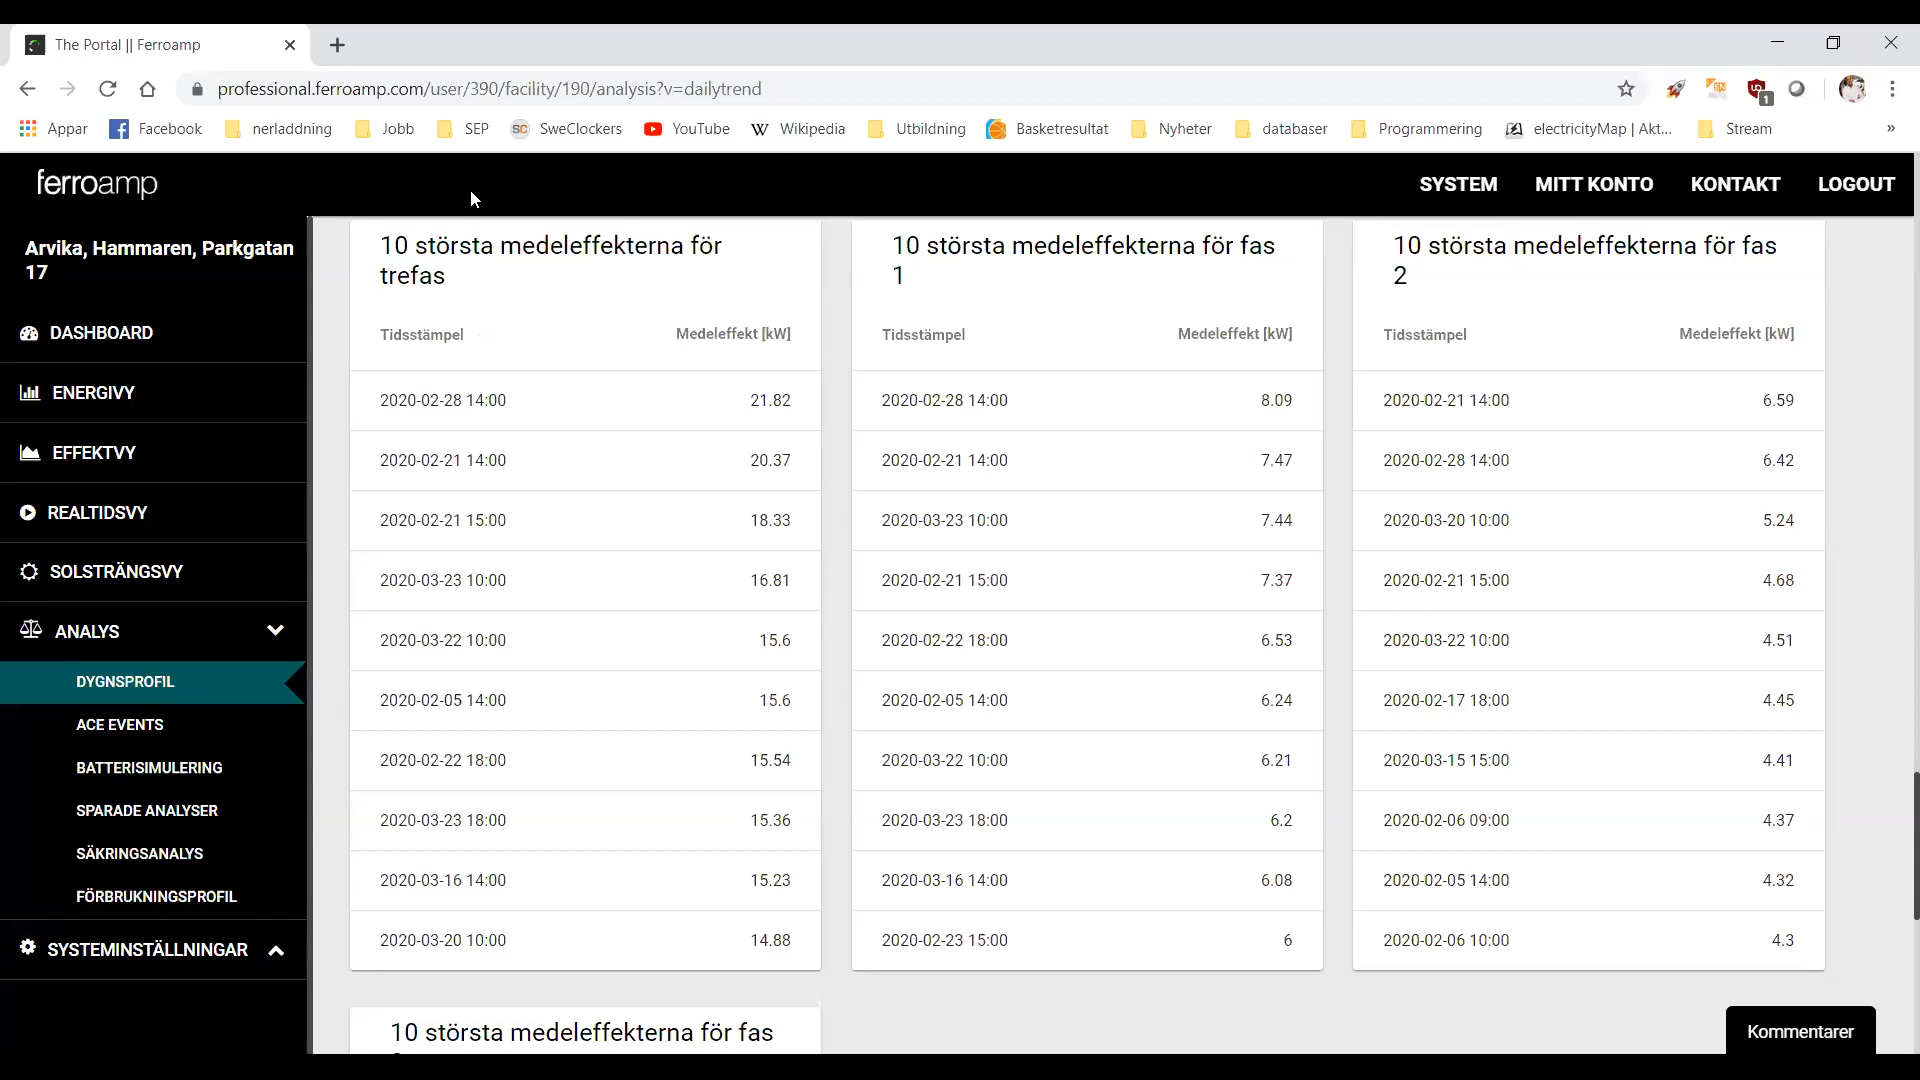 The Portal || Ferroamp
professional.ferroamp.com/user/390/facility/190/analysis?v=dailytrend
1
Appar
Facebook
nerladdning
Jobb
SEP
SweClockers
YouTube
Wikipedia
Utbildning
Basketresultat
Nyheter
databaser
Programmering
electricityMap | Akt...
Stream
»
ferroamp
SYSTEM
MITT KONTO
KONTAKT
LOGOUT
Arvika, Hammaren, Parkgatan
17
DASHBOARD
ENERGIVY
EFFEKTVY
REALTIDSVY
SOLSTRÄNGSVY
ANALYS
DYGNSPROFIL
ACE EVENTS
BATTERISIMULERING
SPARADE ANALYSER
SÄKRINGSANALYS
FÖRBRUKNINGSPROFIL
SYSTEMINSTÄLLNINGAR
10 största medeleffekterna för
trefas
Tidsstämpel Medeleffekt [kW]
2020-02-28 14:00 21.82
2020-02-21 14:00 20.37
2020-02-21 15:00 18.33
2020-03-23 10:00 16.81
2020-03-22 10:00 15.6
2020-02-05 14:00 15.6
2020-02-22 18:00 15.54
2020-03-23 18:00 15.36
2020-03-16 14:00 15.23
2020-03-20 10:00 14.88
10 största medeleffekterna för fas
1
Tidsstämpel Medeleffekt [kW]
2020-02-28 14:00 8.09
2020-02-21 14:00 7.47
2020-03-23 10:00 7.44
2020-02-21 15:00 7.37
2020-02-22 18:00 6.53
2020-02-05 14:00 6.24
2020-03-22 10:00 6.21
2020-03-23 18:00 6.2
2020-03-16 14:00 6.08
2020-02-23 15:00 6
10 största medeleffekterna för fas
2
Tidsstämpel Medeleffekt [kW]
2020-02-21 14:00 6.59
2020-02-28 14:00 6.42
2020-03-20 10:00 5.24
2020-02-21 15:00 4.68
2020-03-22 10:00 4.51
2020-02-17 18:00 4.45
2020-03-15 15:00 4.41
2020-02-06 09:00 4.37
2020-02-05 14:00 4.32
2020-02-06 10:00 4.3
10 största medeleffekterna för fas
Kommentarer